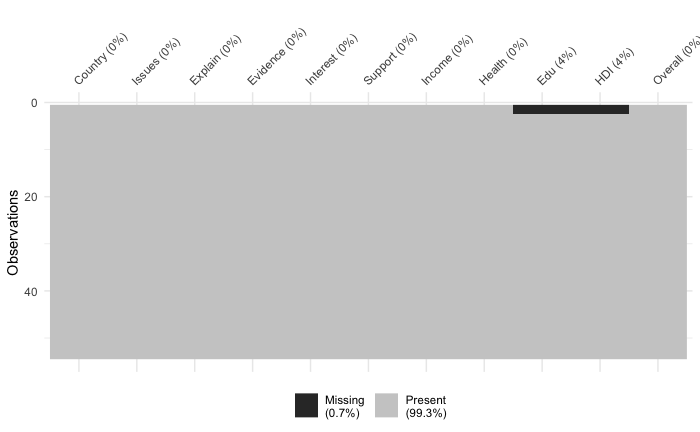 Country (0%)
Issues (0%)
Explain (0%)
Evidence (0%)
Interest (0%)
Support (0%)
Income (0%)
Health (0%)
Edu (4%)
HDI (4%)
Overall (0%
0
20
40
Observations
Missing
(0.7%)
Present
(99.3%)